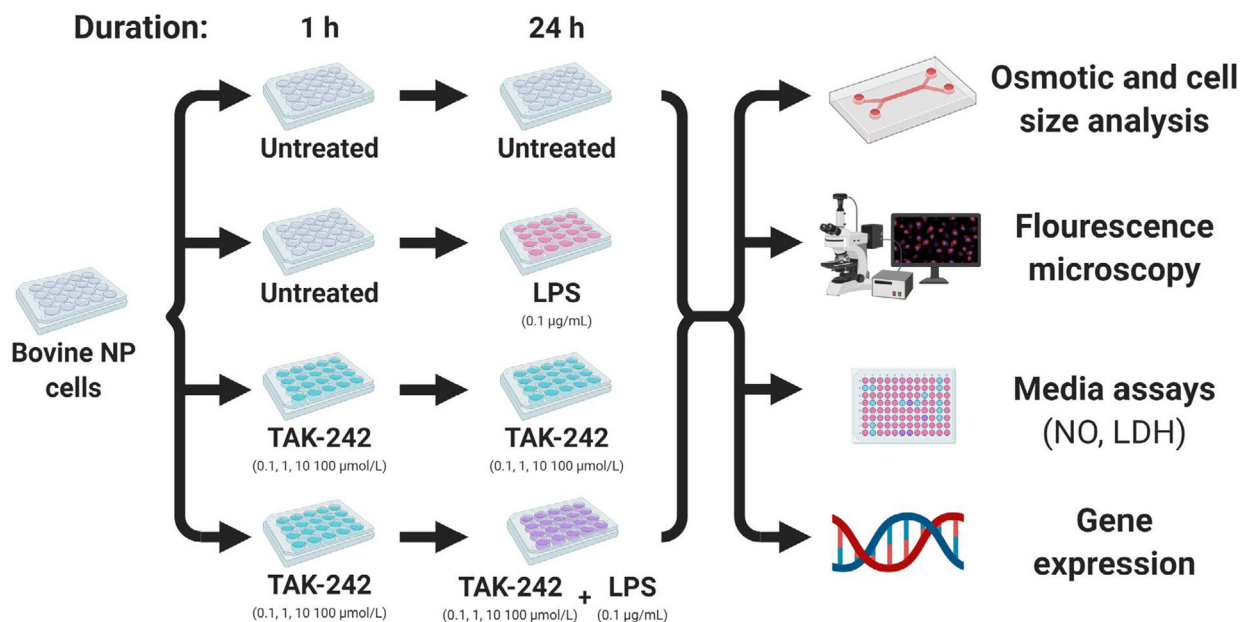 Duration:
1 h
24 h
Untreated
Untreated
Osmotic and cell
size analysis
Untreated
LPS
(0.1 µg/mL)
Flourescence
microscopy
Bovine NP
cells
TAK-242
(0.1, 1, 10 100 µmol/L)
TAK-242
(0.1, 1, 10 100 µmol/L)
Media assays
(NO, LDH)
TAK-242
(0.1, 1, 10 100 µmol/L)
TAK-242 + LPS
(0.1, 1, 10 100 µmol/L) (0.1 µg/mL)
Gene
expression